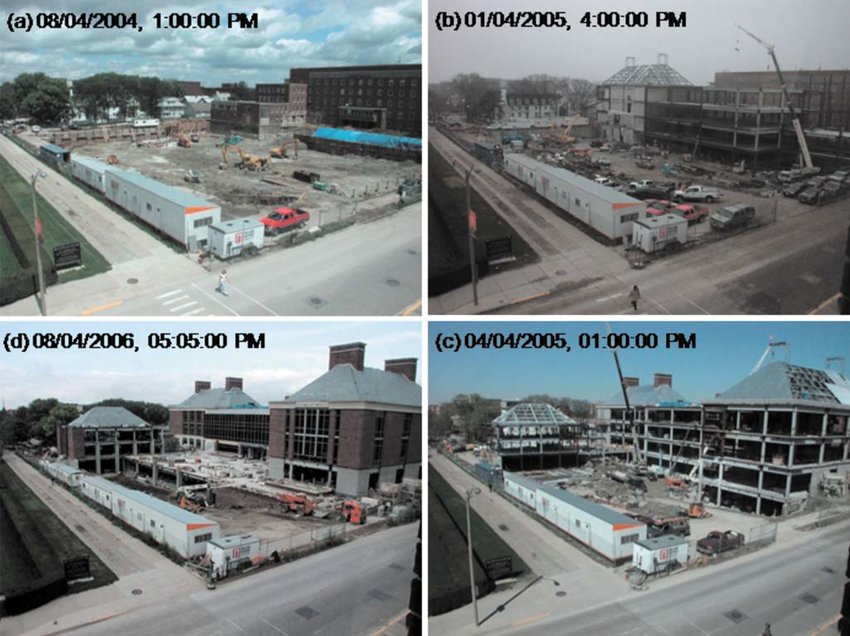 (a) 08/04/2004, 1:00:00 PM
(b) 01/04/2005, 4:00:00 PM
(d) 08/04/2006, 05:05:00 PM
(c) 04/04/2005, 01:00:00 PM